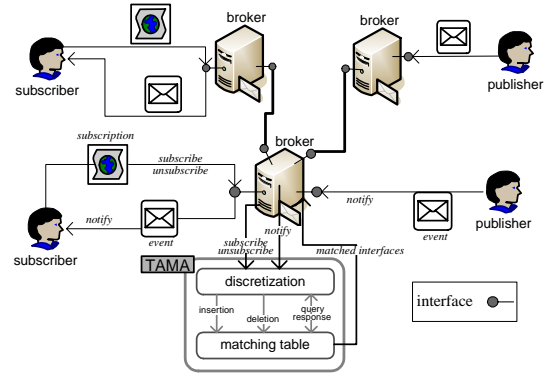 broker
broker
subscriber
publisher
subscription
subscribe
unsubscribe
broker
notify
event
subscriber
notify
event
publisher
subscribe
unsubscribe
notify
matched interfaces
TAMA
discretization
insertion
deletion
query
response
matching table
interface